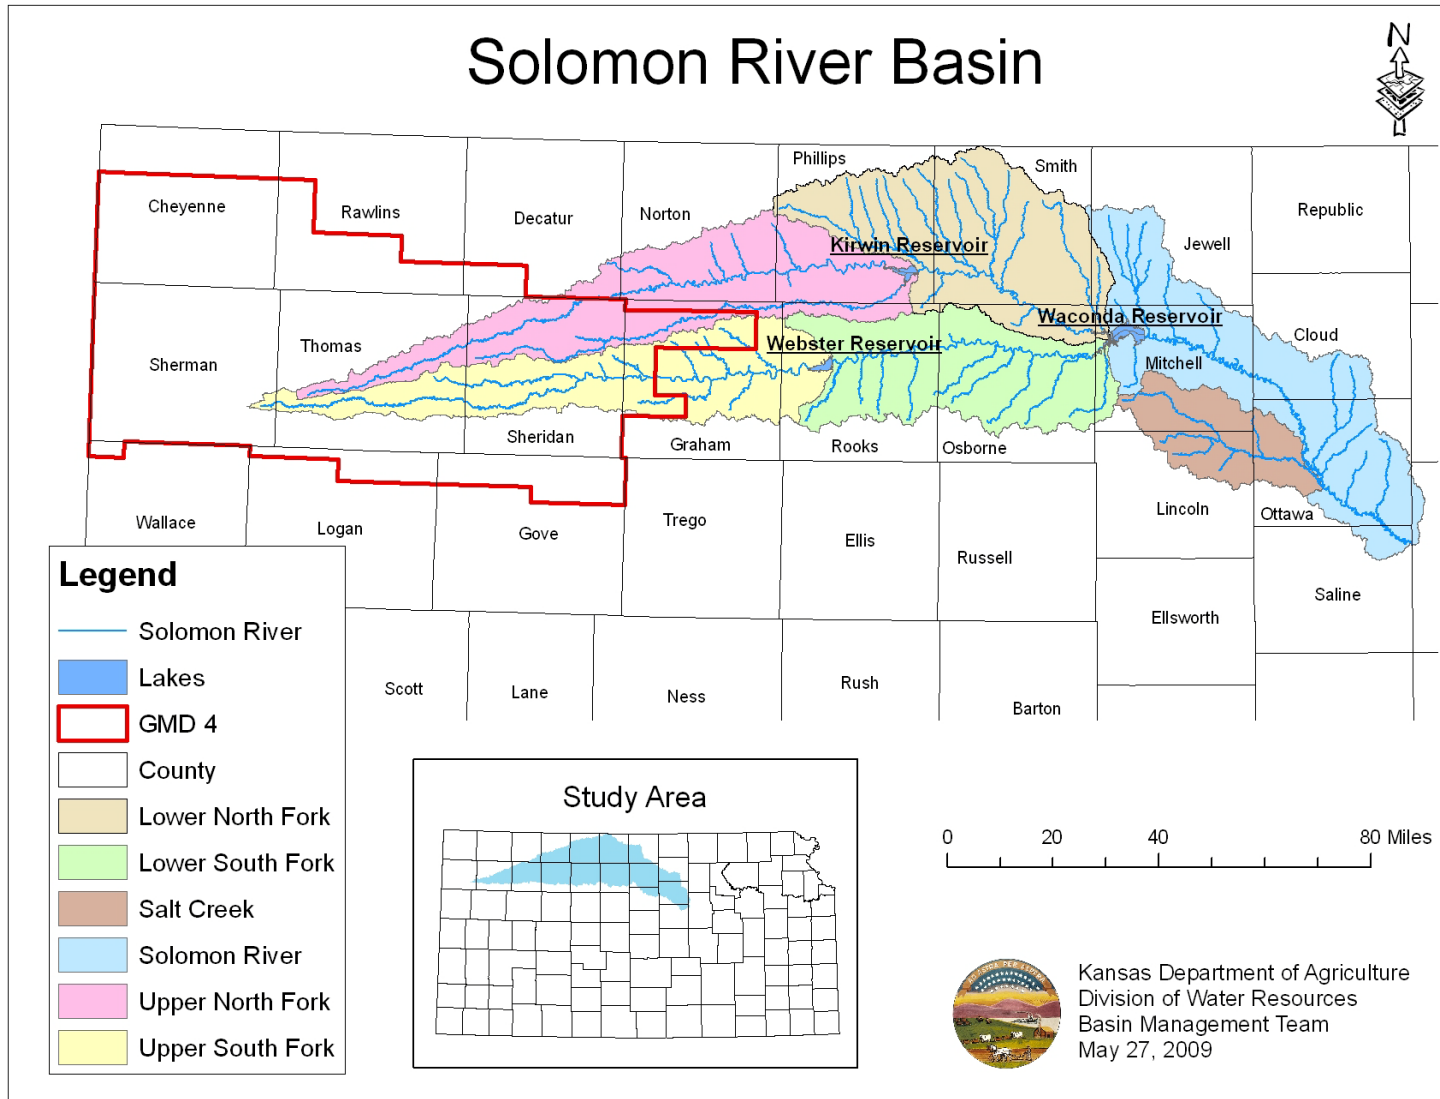 Solomon River Basin
N
Phillips
Smith
Cheyenne
Rawlins
Decatur
Norton
Republic
Jewell
Kirwin Reservoir
Waconda Reservoir
Cloud
Thomas
Webster Reservoir
Sherman
Mitchell
Sheridan
Graham
Rooks
Osborne
Wallace
Logan
Gove
Trego
Ellis
Russell
Lincoln
Ottawa
Saline
Ellsworth
Scott
Lane
Ness
Rush
Barton
Legend
Solomon River
Lakes
GMD 4
County
Lower North Fork
Lower South Fork
Salt Creek
Solomon River
Upper North Fork
Upper South Fork
Study Area
0 20 40 80 Miles
Kansas Department of Agriculture
Division of Water Resources
Basin Management Team
May 27, 2009